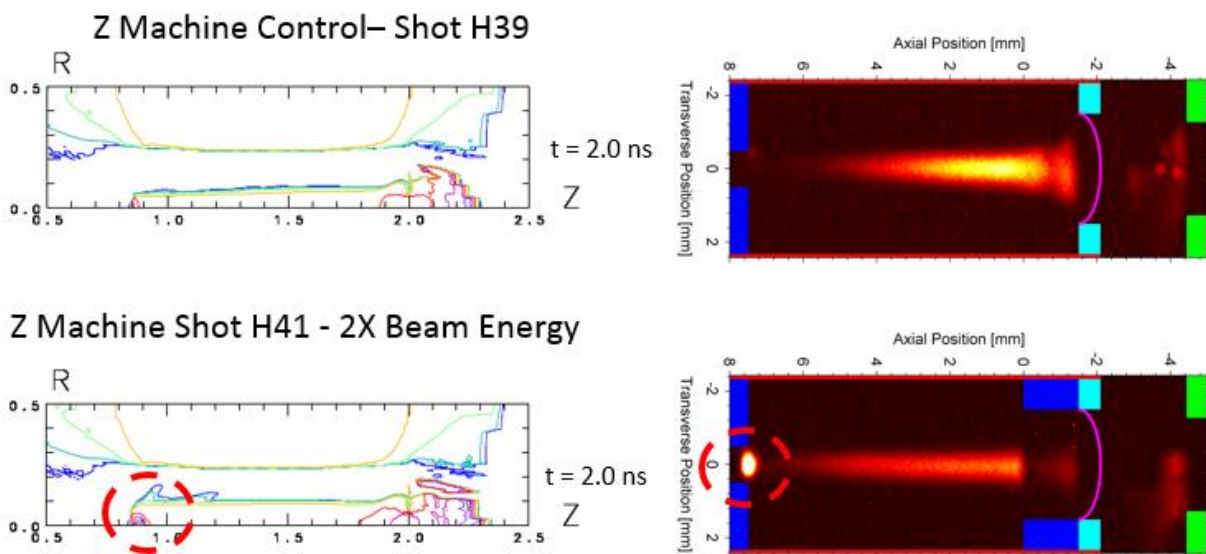 Z Machine Control– Shot H39
R
0.5
0.0
0.5 1.0 1.5 2.0 2.5
Z
t = 2.0 ns
Axial Position [mm]
8 6 4 2 0 -2 -4
Transverse Position [mm]
-2
0
2
Z Machine Shot H41 - 2X Beam Energy
R
0.5
0.0
0.5 1.0 1.5 2.0 2.5
Z
t = 2.0 ns
Axial Position [mm]
8 6 4 2 0 -2 -4
Transverse Position [mm]
-2
0
2